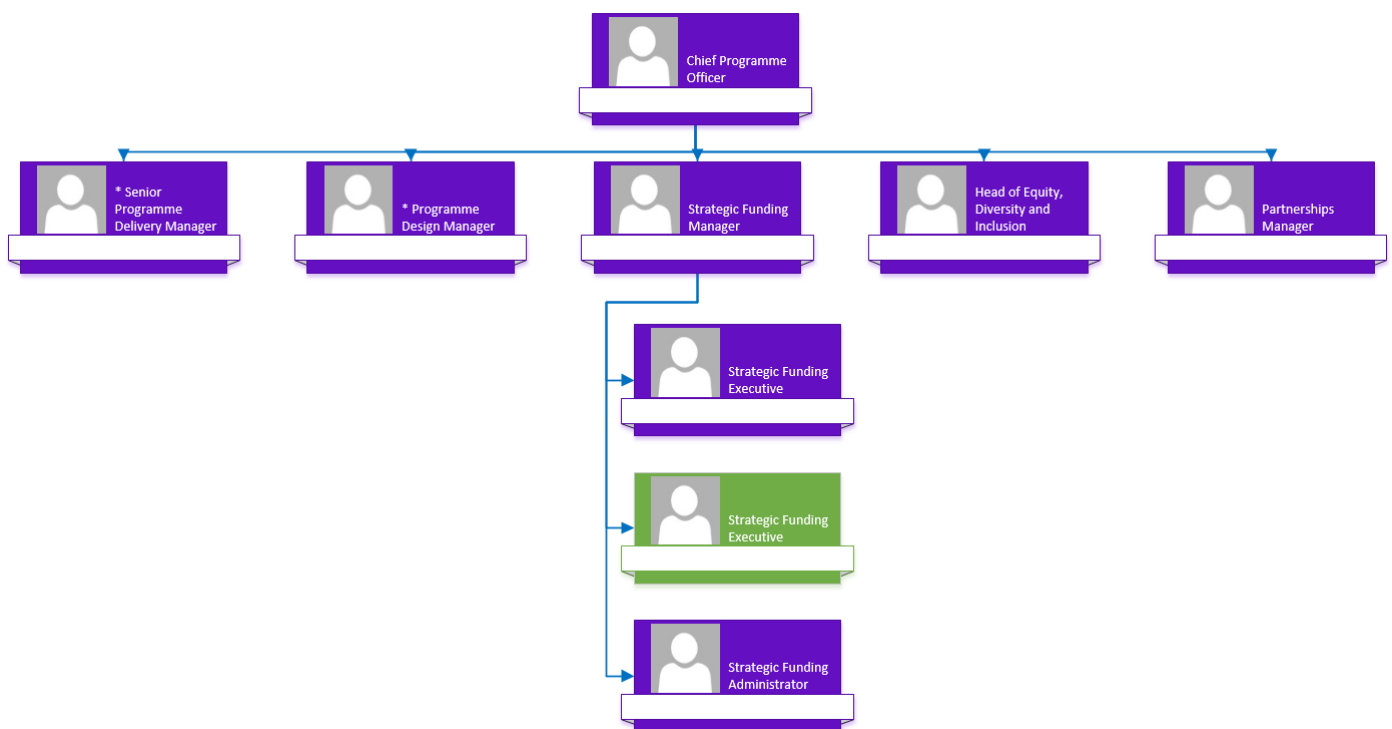 Chief Programme
Officer
* Senior
Programme
Delivery Manager
* Programme
Design Manager
Strategic Funding
Manager
Head of Equity,
Diversity and
Inclusion
Partnerships
Manager
Strategic Funding
Executive
Strategic Funding
Executive
Strategic Funding
Administrator